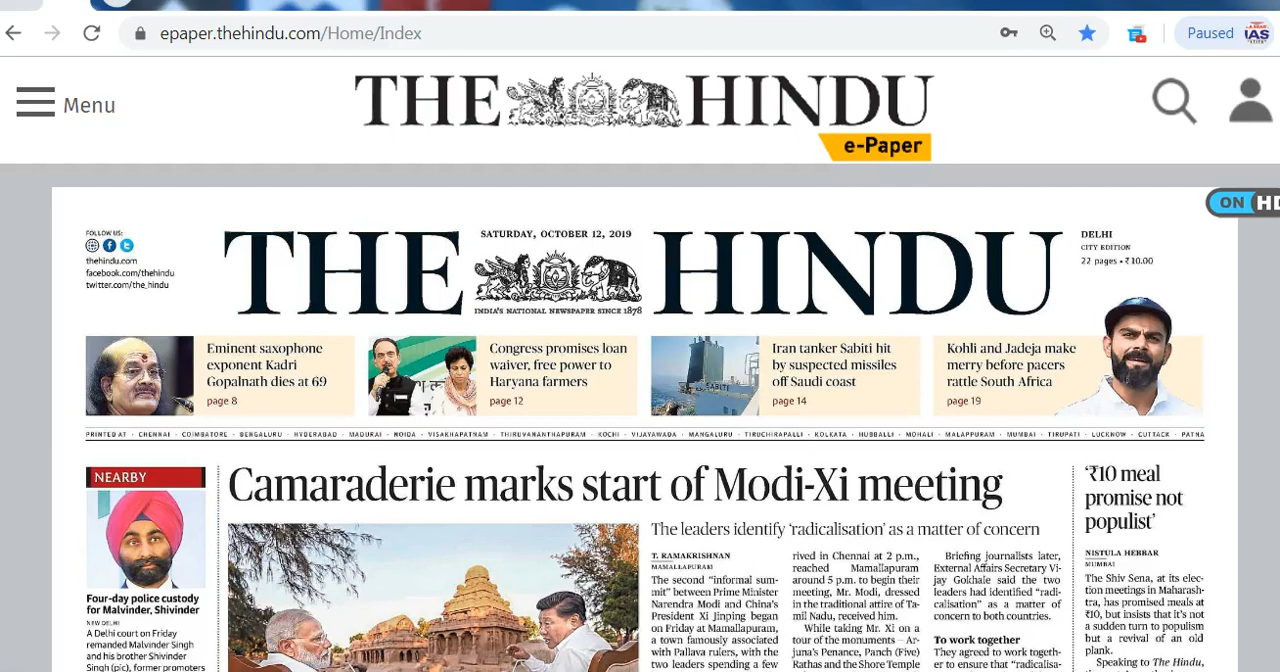 epaper.thehindu.com/Home/Index
Paused
IAS
Menu
THE HINDU
e-Paper
ON HD
FOLLOW US:
thehindu.com
facebook.com/thehindu
twitter.com/the_hindu
THE HINDU
SATURDAY, OCTOBER 12, 2019
INDIA'S NATIONAL NEWSPAPER SINCE 1878
DELHI
CITY EDITION
22 pages • ₹10.00
Eminent saxophone
exponent Kadri
Gopalnath dies at 69
page 8
Congress promises loan
waiver, free power to
Haryana farmers
page 12
SABITI
Iran tanker Sabiti hit
by suspected missiles
off Saudi coast
page 14
Kohli and Jadeja make
merry before pacers
rattle South Africa
page 19
PRINTED AT · CHENNAI · COIMBATORE · BENGALURU · HYDERABAD · MADURAI · NOIDA · VISAKHAPATNAM · THIRUVANANTHAPURAM · KOCHI · VIJAYAWADA · MANGALURU · TIRUCHIRAPALLI · KOLKATA · HUBBALLI · MOHALI · MALAPPURAM · MUMBAI · TIRUPATI · LUCKNOW · CUTTACK · PATNA
NEARBY
Four-day police custody
for Malvinder, Shivinder
NEW DELHI
A Delhi court on Friday
remanded Malvinder Singh
and his brother Shivinder
Singh (pic), former promoters
Camaraderie marks start of Modi-Xi meeting
The leaders identify ‘radicalisation’ as a matter of concern
T. RAMAKRISHNAN
MAMALLAPURAM
The second “informal sum-
mit” between Prime Minister
Narendra Modi and China's
President Xi Jinping began
on Friday at Mamallapuram,
a town famously associated
with Pallava rulers, with the
two leaders spending a few
rived in Chennai at 2 p.m.,
reached Mamallapuram
around 5 p.m. to begin their
meeting, Mr. Modi, dressed
in the traditional attire of Ta-
mil Nadu, received him.
While taking Mr. Xi on a
tour of the monuments – Ar-
juna's Penance, Panch (Five)
Rathas and the Shore Temple
Briefing journalists later,
External Affairs Secretary Vi-
jay Gokhale said the two
leaders had identified “radi-
calisation” as a matter of
concern to both countries.
To work together
They agreed to work togeth-
er to ensure that “radicalisa-
‘₹10 meal
promise not
populist’
NISTULA HEBBAR
MUMBAI
The Shiv Sena, at its elec-
tion meetings in Maharash-
tra, has promised meals at
₹10, but insists that it's not
a sudden turn to populism
but a revival of an old
plank.
Speaking to The Hindu,